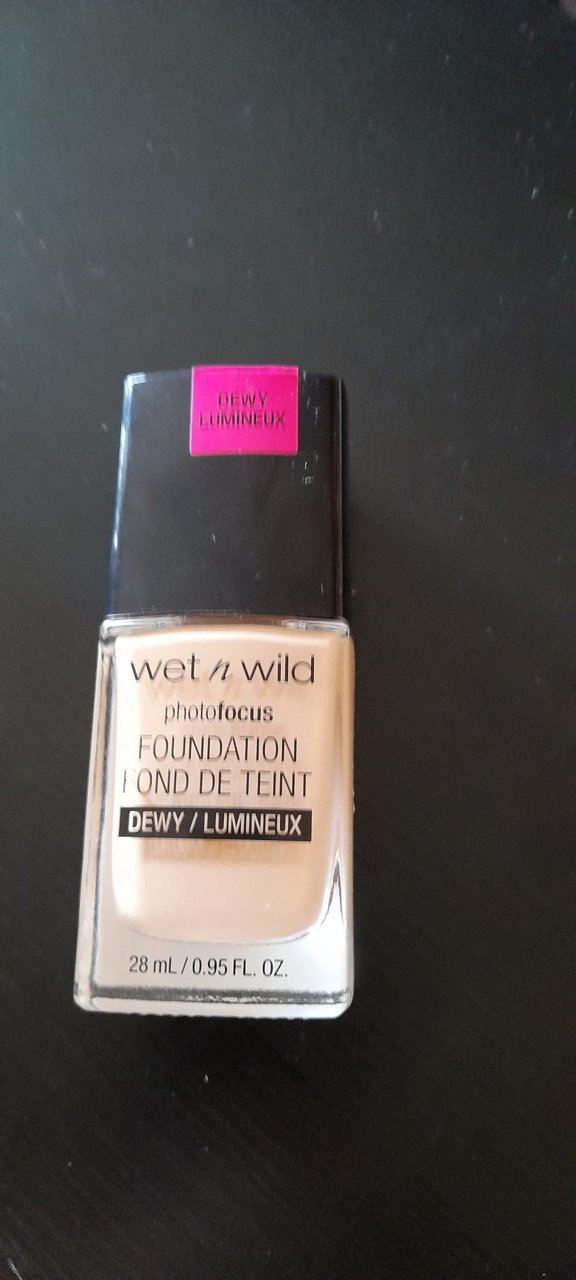 DEWY
LUMINEUX
wet n wild
photofocus
FOUNDATION
FOND DE TEINT
DEWY / LUMINEUX
28 mL / 0.95 FL. OZ.